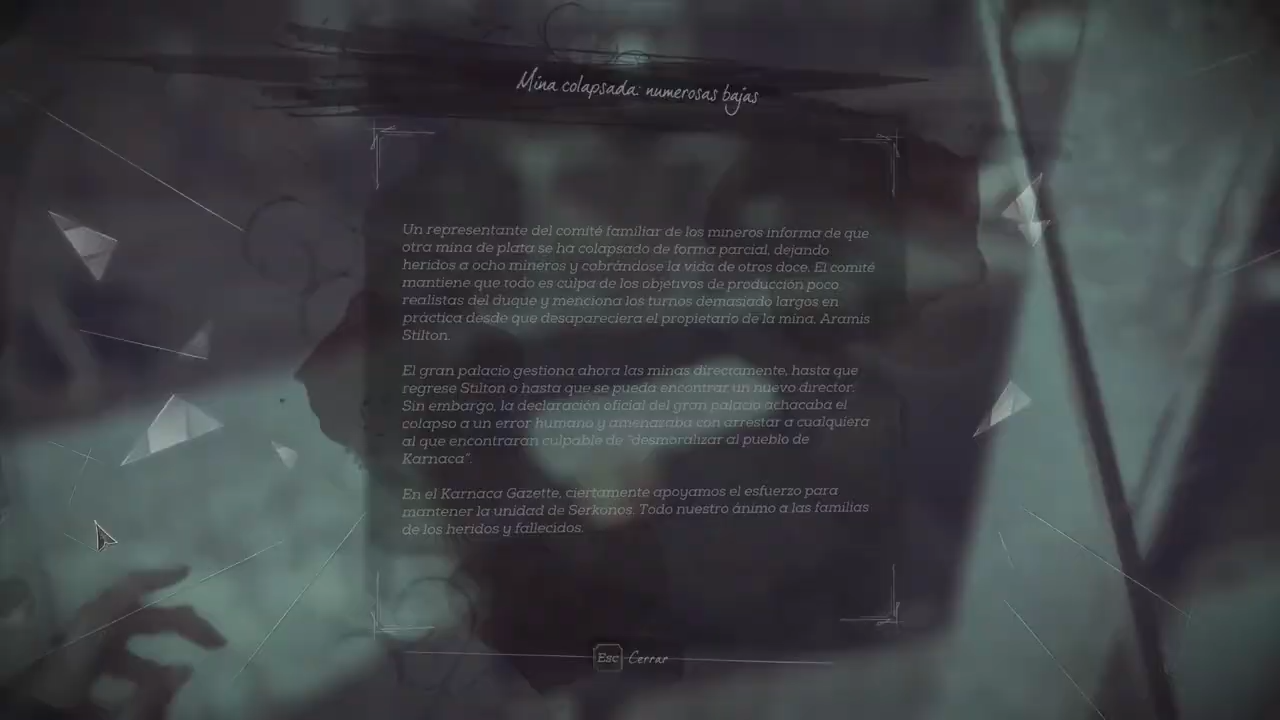 Mina colapsada: numerosas bajas
Un representante del comité familiar de los mineros informa de que
otra mina de plata se ha colapsado de forma parcial, dejando
heridos a ocho mineros y cobrándose la vida de otros doce. El comité
mantiene que todo es culpa de los objetivos de producción poco
realistas del duque y menciona los turnos demasiado largos en
práctica desde que desapareciera el propietario de la mina, Aramis
Stilton.
El gran palacio gestiona ahora las minas directamente, hasta que
regrese Stilton o hasta que se pueda encontrar un nuevo director.
Sin embargo, la declaración oficial del gran palacio achacaba el
colapso a un error humano y amenazaba con arrestar a cualquiera
al que encontraran culpable de "desmoralizar al pueblo de
Karnaca".
En el Karnaca Gazette, ciertamente apoyamos el esfuerzo para
mantener la unidad de Serkonos. Todo nuestro ánimo a las familias
de los heridos y fallecidos.
Esc Cerrar